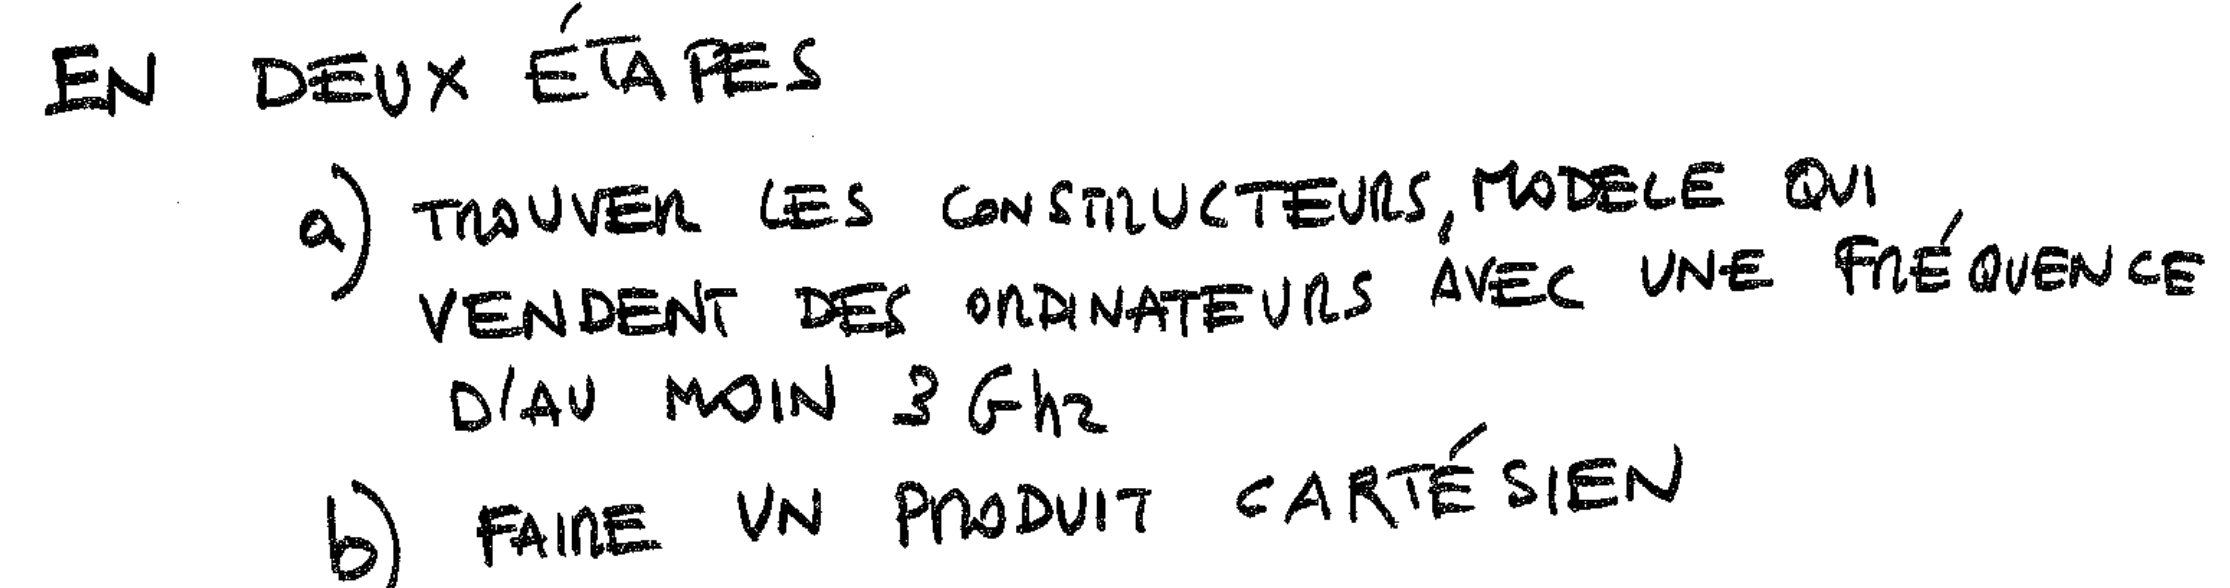 EN DEUX ÉTAPES
a) TROUVER LES CONSTRUCTEURS, MODELE QUI
VENDENT DES ORDINATEURS AVEC UNE FRÉQUENCE
D'AU MOIN 3 Ghz
b) FAIRE UN PRODUIT CARTÉSIEN